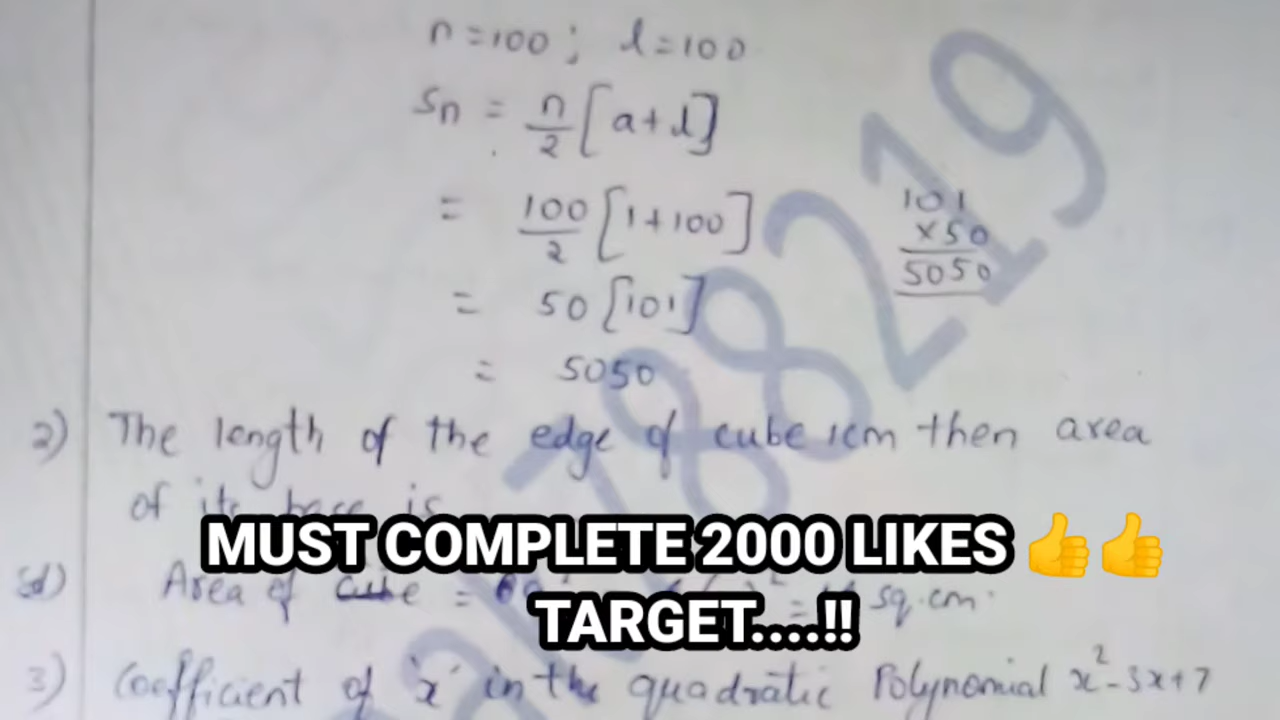 n=100; l=100
Sn = n/2 [a+l]
= 100/2 [1+100]
= 50 [101]
= 5050
101
×50
5050
2) The length of the edge of cube 1cm then area
of its base is
MUST COMPLETE 2000 LIKES 👍👍
TARGET....!!
Sol) Area of cube = = sq.cm.
3) Coefficient of 'x' in the quadratic Polynomial x²-3x+7
78219